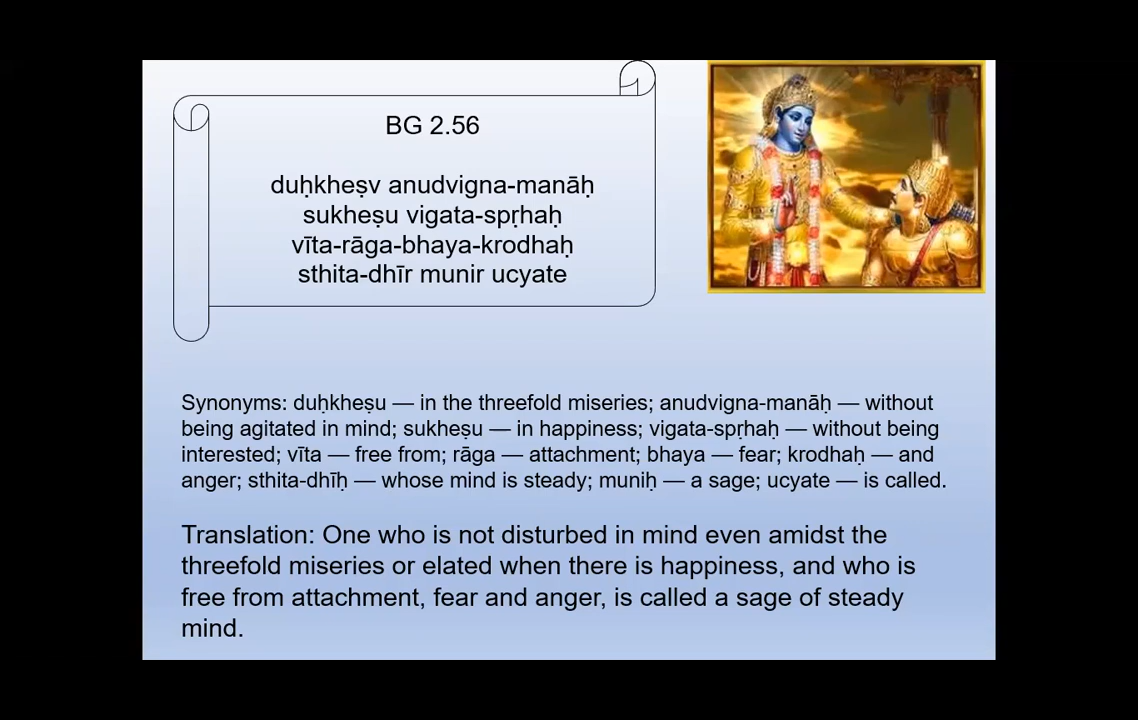 BG 2.56
duḥkheṣv anudvigna-manāḥ
sukheṣu vigata-spṛhaḥ
vīta-rāga-bhaya-krodhaḥ
sthita-dhīr munir ucyate
Synonyms: duḥkheṣu — in the threefold miseries; anudvigna-manāḥ — without
being agitated in mind; sukheṣu — in happiness; vigata-spṛhaḥ — without being
interested; vīta — free from; rāga — attachment; bhaya — fear; krodhaḥ — and
anger; sthita-dhīḥ — whose mind is steady; muniḥ — a sage; ucyate — is called.
Translation: One who is not disturbed in mind even amidst the
threefold miseries or elated when there is happiness, and who is
free from attachment, fear and anger, is called a sage of steady
mind.